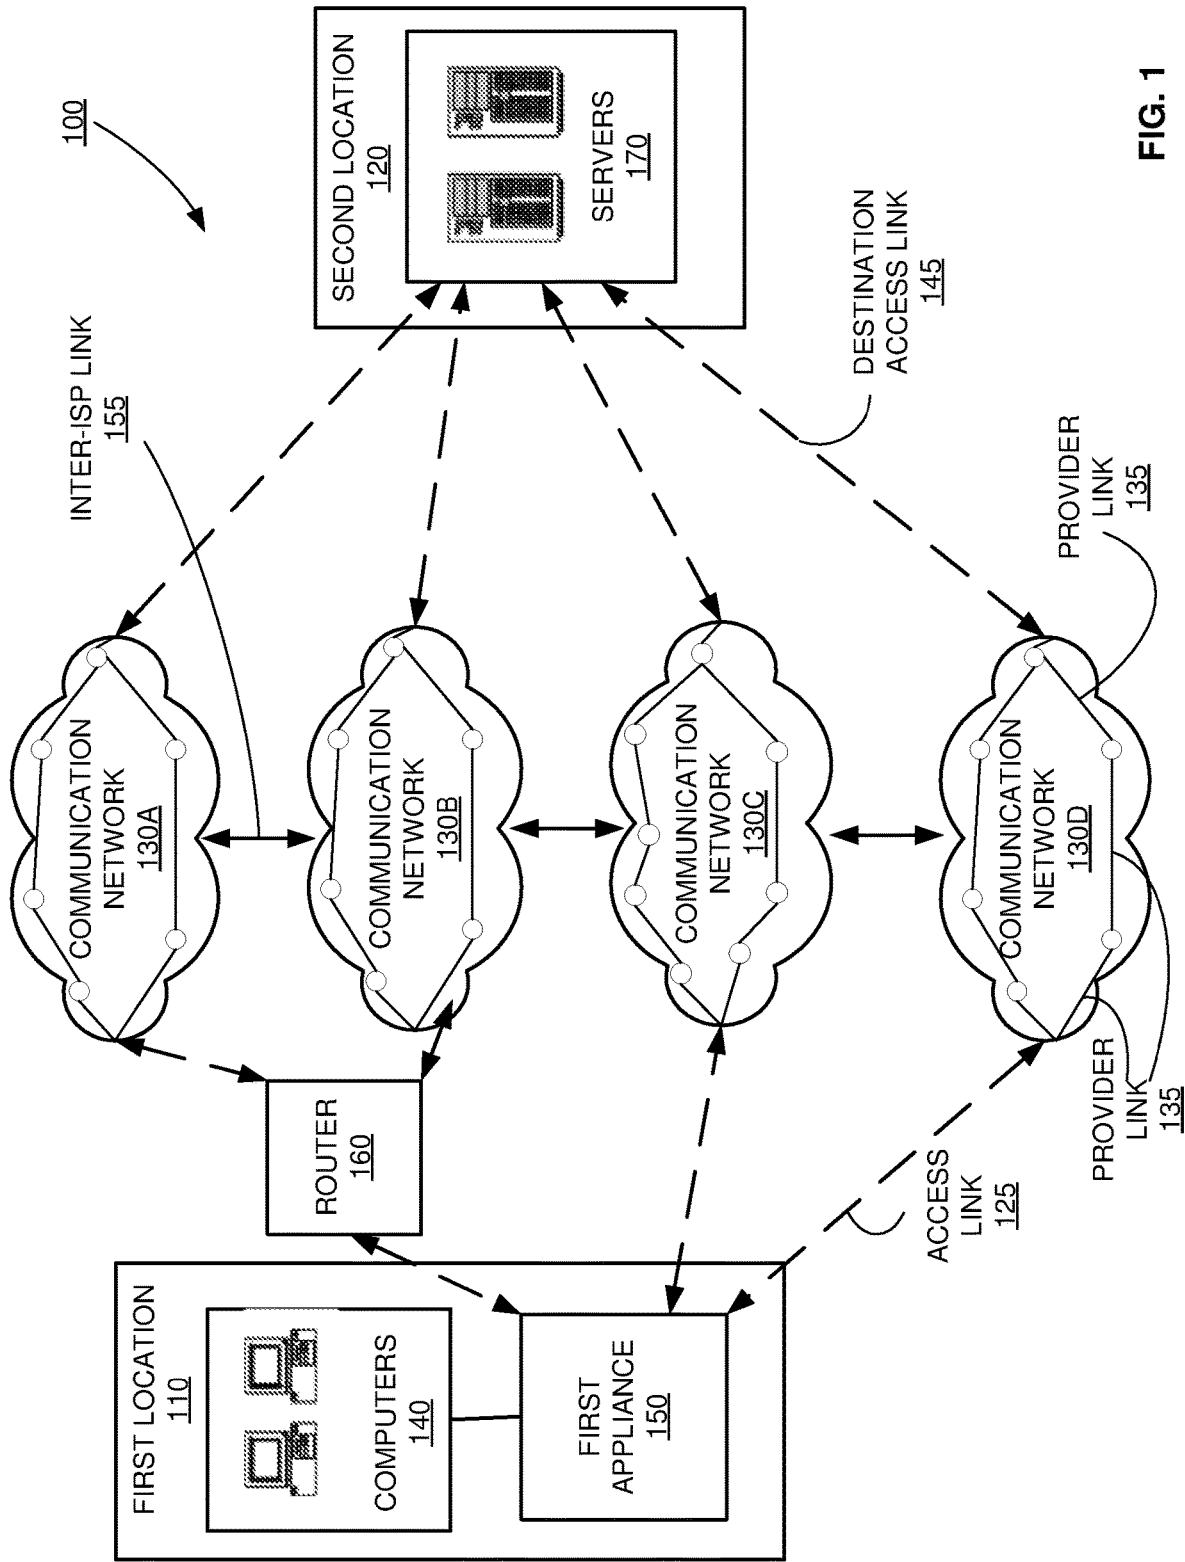 100
INTER-ISP LINK
155
SECOND LOCATION
120
SERVERS
170
COMMUNICATION
NETWORK
130A
COMMUNICATION
NETWORK
130B
COMMUNICATION
NETWORK
130C
COMMUNICATION
NETWORK
130D
ROUTER
160
FIRST LOCATION
110
COMPUTERS
140
FIRST
APPLIANCE
150
ACCESS
LINK
125
PROVIDER
LINK
135
PROVIDER
LINK
135
DESTINATION
ACCESS LINK
145
FIG. 1